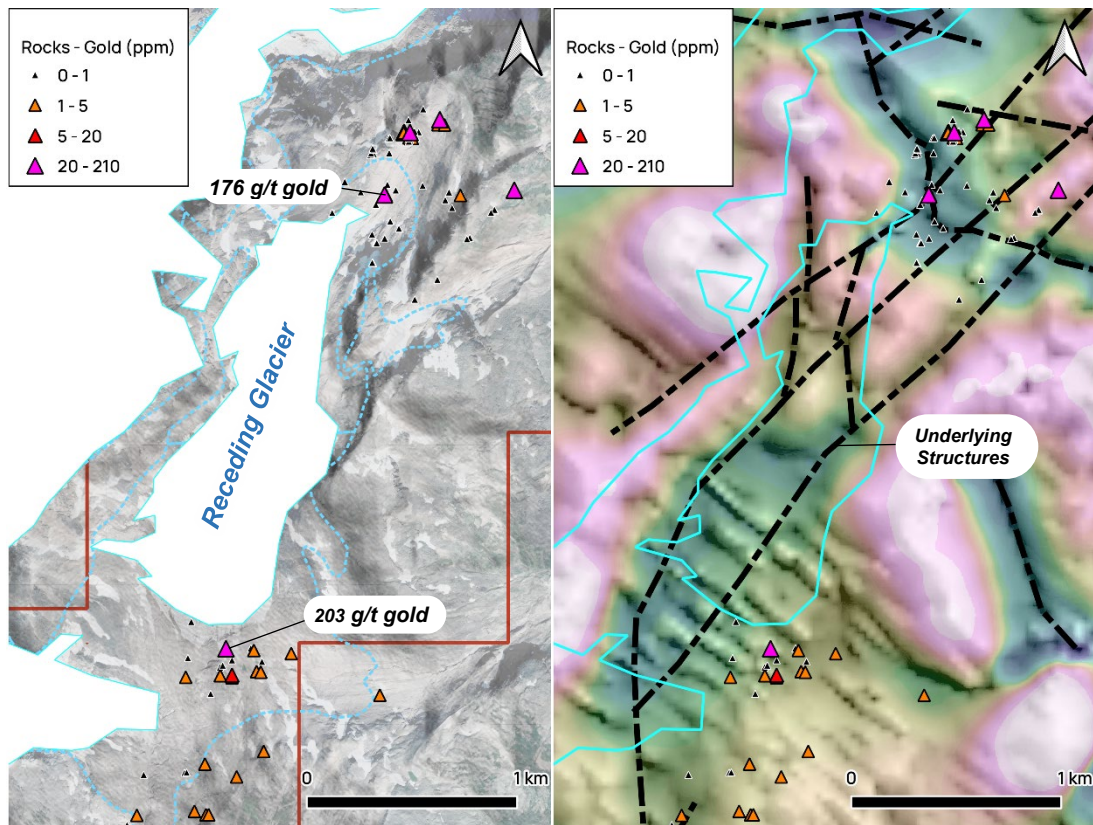 Rocks - Gold (ppm)
0 - 1
1 - 5
5 - 20
20 - 210
176 g/t gold
Receding Glacier
203 g/t gold
0
1 km
Rocks - Gold (ppm)
0 - 1
1 - 5
5 - 20
20 - 210
Underlying
Structures
0
1 km